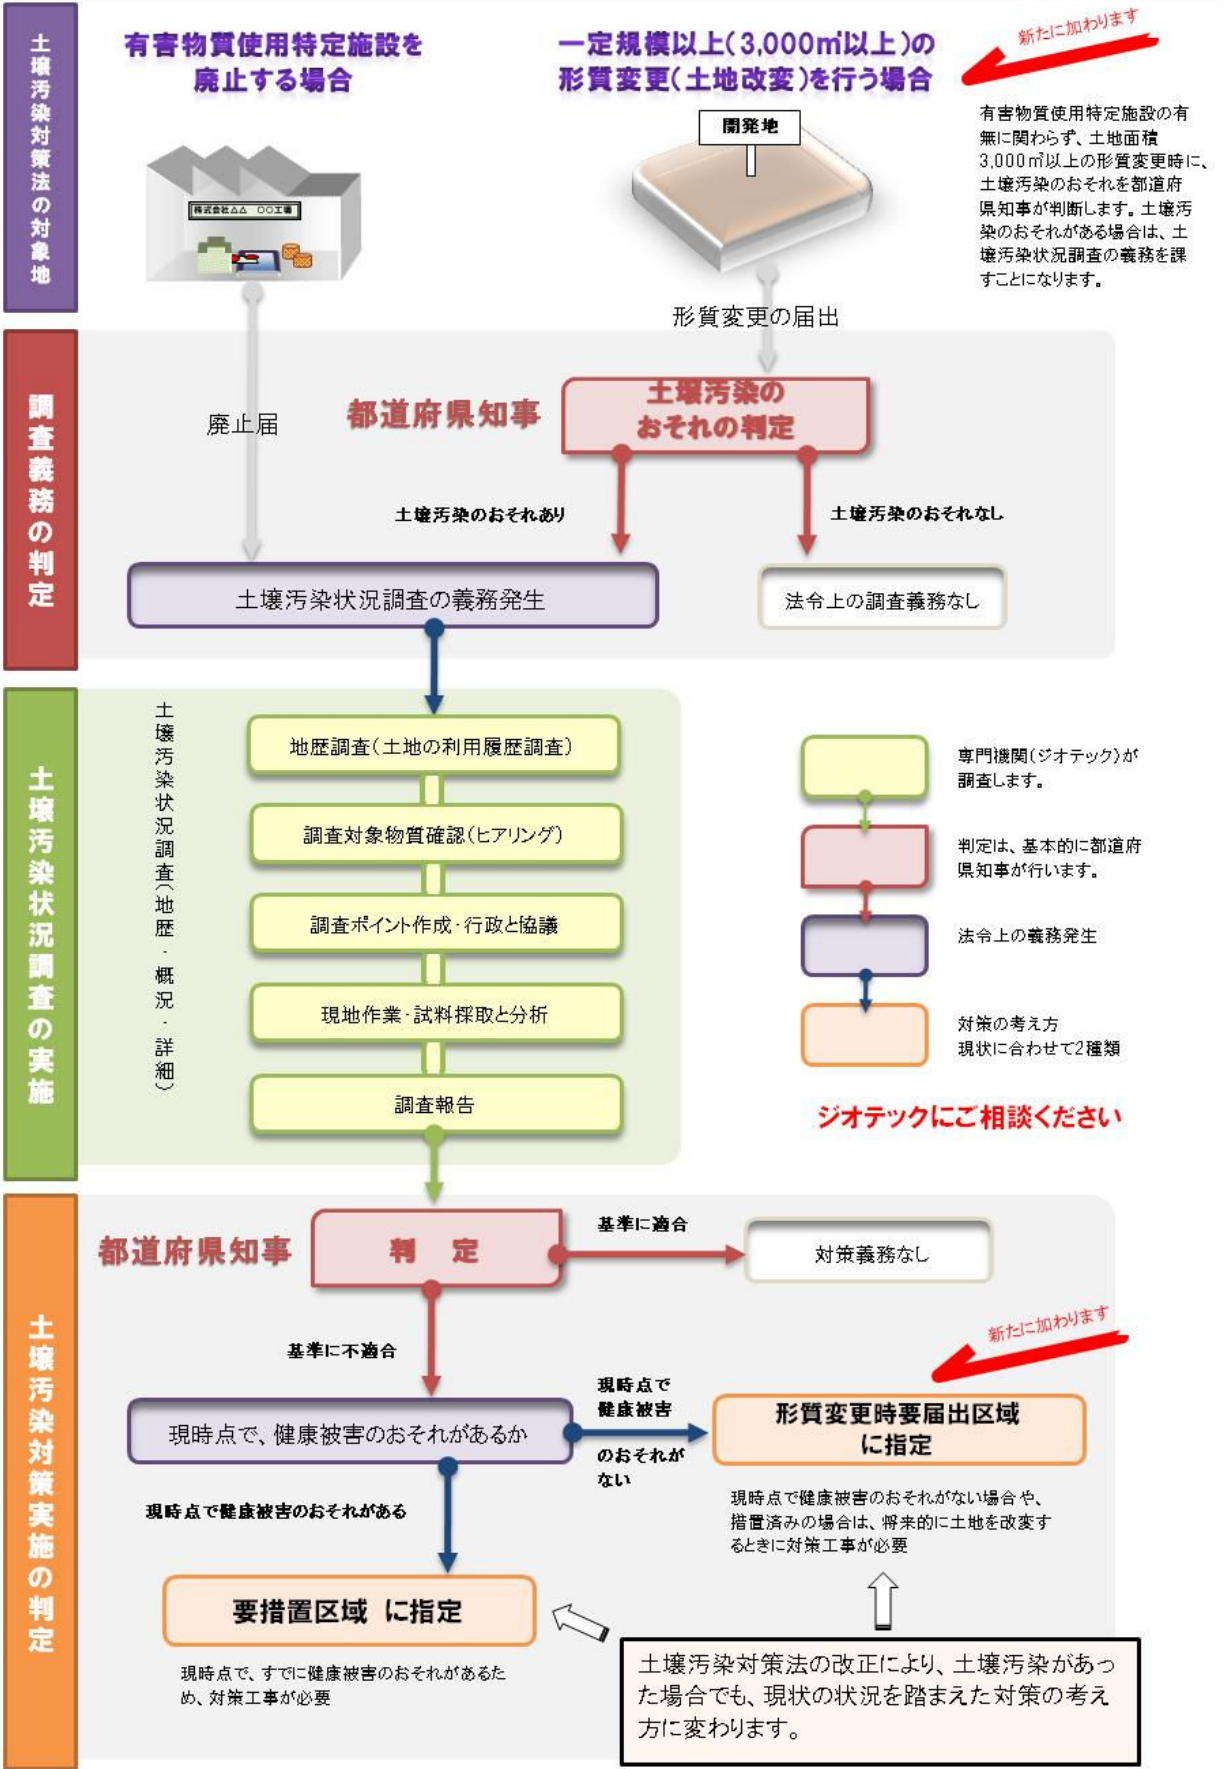 土壌汚染対策法の対象地
有害物質使用特定施設を
廃止する場合
一定規模以上(3,000㎡以上)の
形質変更(土地改変)を行う場合
新たに加わります
開発地
株式会社△△ 〇〇工場
有害物質使用特定施設の有
無に関わらず、土地面積
3,000㎡以上の形質変更時に、
土壌汚染のおそれを都道府
県知事が判断します。土壌汚
染のおそれがある場合は、土
壌汚染状況調査の義務を課
すことになります。
形質変更の届出
調査義務の判定
廃止届
都道府県知事
土壌汚染の
おそれの判定
土壌汚染のおそれあり
土壌汚染のおそれなし
土壌汚染状況調査の義務発生
法令上の調査義務なし
土壌汚染状況調査の実施
土壌汚染状況調査(地歴・概況・詳細)
地歴調査(土地の利用履歴調査)
調査対象物質確認(ヒアリング)
調査ポイント作成・行政と協議
現地作業・試料採取と分析
調査報告
専門機関(ジオテック)が
調査します。
判定は、基本的に都道府
県知事が行います。
法令上の義務発生
対策の考え方
現状に合わせて2種類
ジオテックにご相談ください
土壌汚染対策実施の判定
都道府県知事
判 定
基準に適合
対策義務なし
基準に不適合
新たに加わります
現時点で、健康被害のおそれがあるか
現時点で
健康被害
のおそれが
ない
形質変更時要届出区域
に指定
現時点で健康被害のおそれがない場合や、
措置済みの場合は、将来的に土地を改変す
るときに対策工事が必要
現時点で健康被害のおそれがある
要措置区域 に指定
現時点で、すでに健康被害のおそれがあるた
め、対策工事が必要
土壌汚染対策法の改正により、土壌汚染があっ
た場合でも、現状の状況を踏まえた対策の考え
方に変わります。